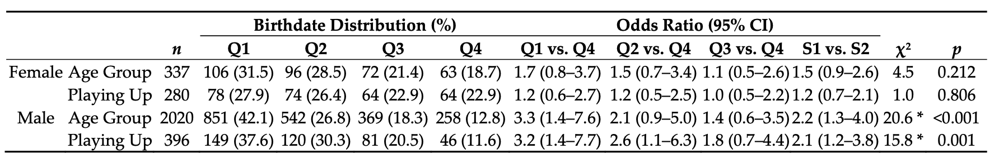 Birthdate Distribution (%) Odds Ratio (95% CI)
n Q1 Q2 Q3 Q4 Q1 vs. Q4 Q2 vs. Q4 Q3 vs. Q4 S1 vs. S2 χ² p
Female Age Group 337 106 (31.5) 96 (28.5) 72 (21.4) 63 (18.7) 1.7 (0.8–3.7) 1.5 (0.7–3.4) 1.1 (0.5–2.6) 1.5 (0.9–2.6) 4.5 0.212
Playing Up 280 78 (27.9) 74 (26.4) 64 (22.9) 64 (22.9) 1.2 (0.6–2.7) 1.2 (0.5–2.5) 1.0 (0.5–2.2) 1.2 (0.7–2.1) 1.0 0.806
Male Age Group 2020 851 (42.1) 542 (26.8) 369 (18.3) 258 (12.8) 3.3 (1.4–7.6) 2.1 (0.9–5.0) 1.4 (0.6–3.5) 2.2 (1.3–4.0) 20.6 * <0.001
Playing Up 396 149 (37.6) 120 (30.3) 81 (20.5) 46 (11.6) 3.2 (1.4–7.7) 2.6 (1.1–6.3) 1.8 (0.7–4.4) 2.1 (1.2–3.8) 15.8 * 0.001